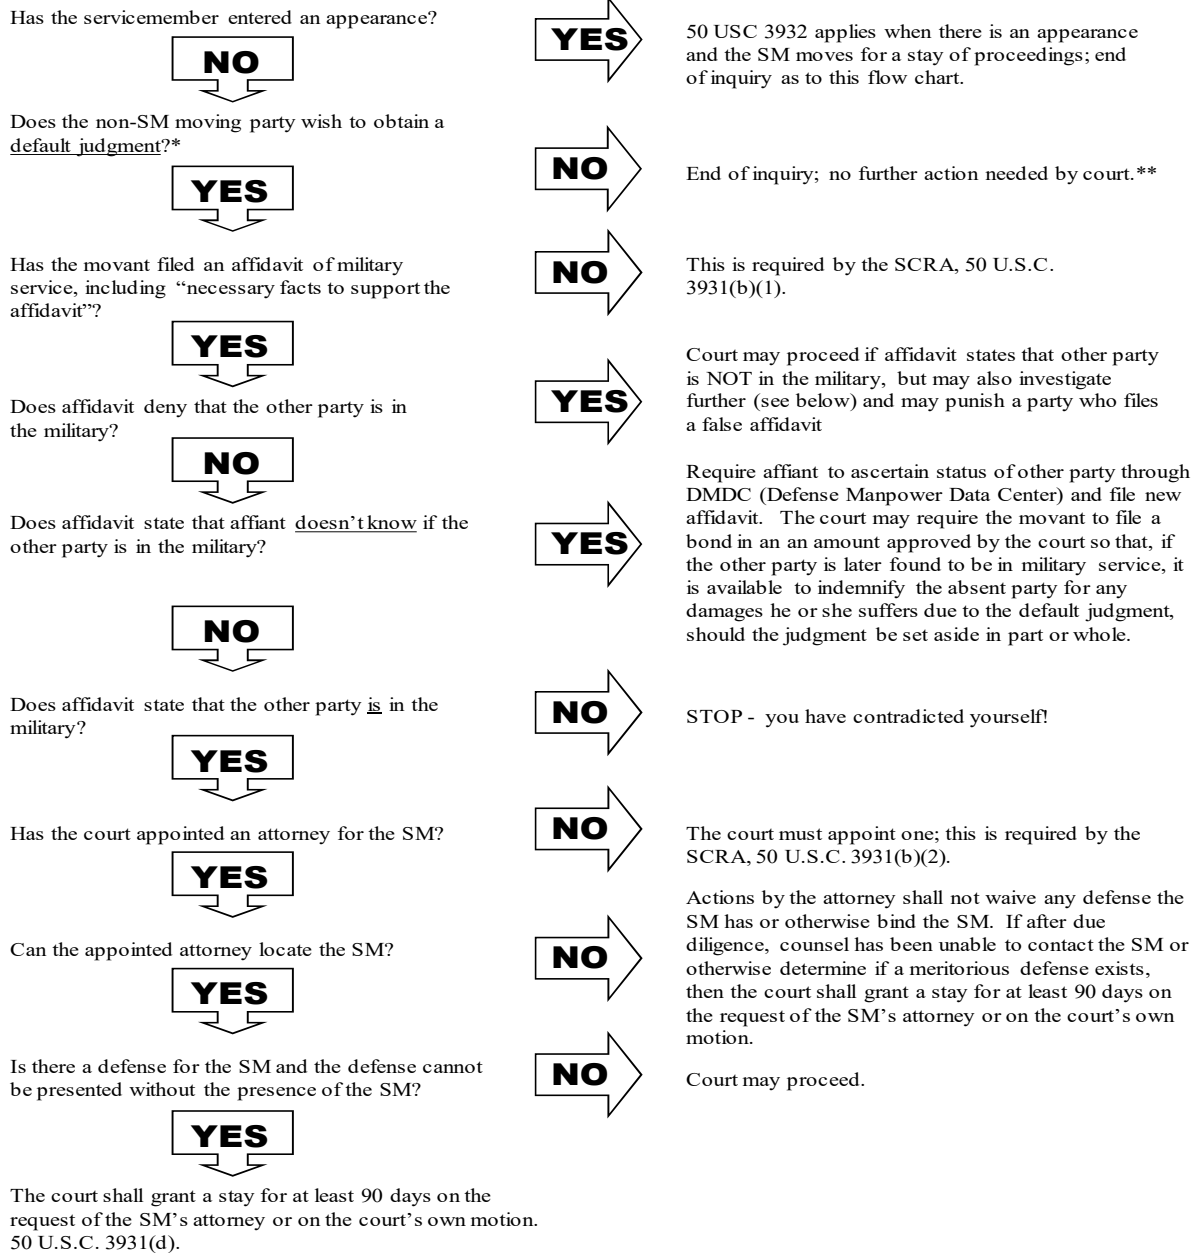 Has the servicemember entered an appearance?
YES
50 USC 3932 applies when there is an appearance
and the SM moves for a stay of proceedings; end
of inquiry as to this flow chart.
NO
Does the non-SM moving party wish to obtain a
default judgment?*
NO
End of inquiry; no further action needed by court.**
YES
Has the movant filed an affidavit of military
service, including “necessary facts to support the
affidavit”?
NO
This is required by the SCRA, 50 U.S.C.
3931(b)(1).
YES
Does affidavit deny that the other party is in
the military?
YES
Court may proceed if affidavit states that other party
is NOT in the military, but may also investigate
further (see below) and may punish a party who files
a false affidavit
NO
Does affidavit state that affiant doesn’t know if the
other party is in the military?
YES
Require affiant to ascertain status of other party through
DMDC (Defense Manpower Data Center) and file new
affidavit. The court may require the movant to file a
bond in an an amount approved by the court so that, if
the other party is later found to be in military service, it
is available to indemnify the absent party for any
damages he or she suffers due to the default judgment,
should the judgment be set aside in part or whole.
NO
Does affidavit state that the other party is in the
military?
NO
STOP - you have contradicted yourself!
YES
Has the court appointed an attorney for the SM?
NO
The court must appoint one; this is required by the
SCRA, 50 U.S.C. 3931(b)(2).
YES
Can the appointed attorney locate the SM?
NO
Actions by the attorney shall not waive any defense the
SM has or otherwise bind the SM. If after due
diligence, counsel has been unable to contact the SM or
otherwise determine if a meritorious defense exists,
then the court shall grant a stay for at least 90 days on
the request of the SM’s attorney or on the court’s own
motion.
YES
Is there a defense for the SM and the defense cannot
be presented without the presence of the SM?
NO
Court may proceed.
YES
The court shall grant a stay for at least 90 days on the
request of the SM’s attorney or on the court’s own motion.
50 U.S.C. 3931(d).